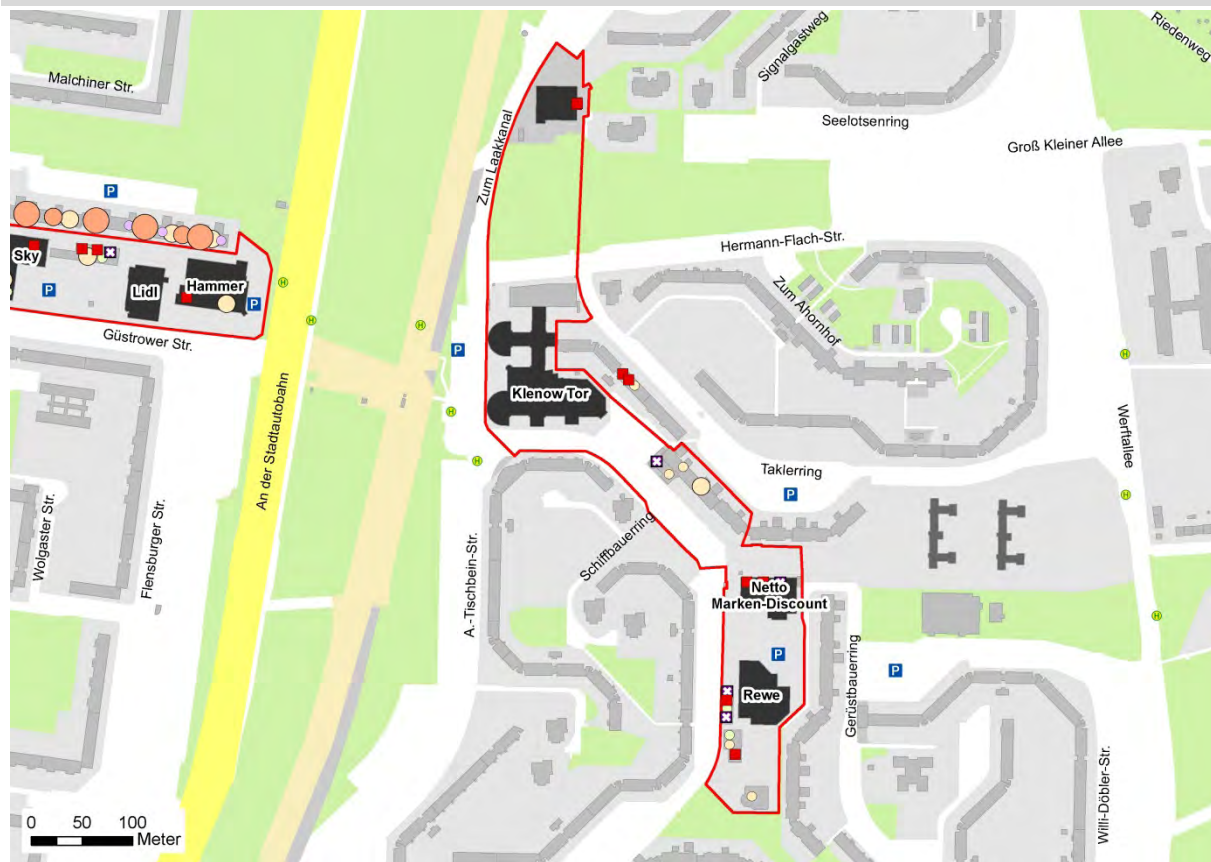 Riedenweg
Signalgastweg
Malchiner Str.
P
Zum Laakkanal
Seelotsenring
Groß Kleiner Allee
P
P
Hermann-Flach-Str.
Sky
Lidl
Hammer
H
P
P
Zum Ahornhof
Güstrower Str.
H
H
P
H
Klenow Tor
H
Werftallee
An der Stadtautobahn
H
Taklerring
P
H
Wolgaster Str.
Flensburger Str.
A.-Tischbein-Str.
Schiffbauerring
Netto
Marken-Discount
H
P
P
Rewe
Gerüstbauerring
Willi-Döbler-Str.
0 50 100
Meter